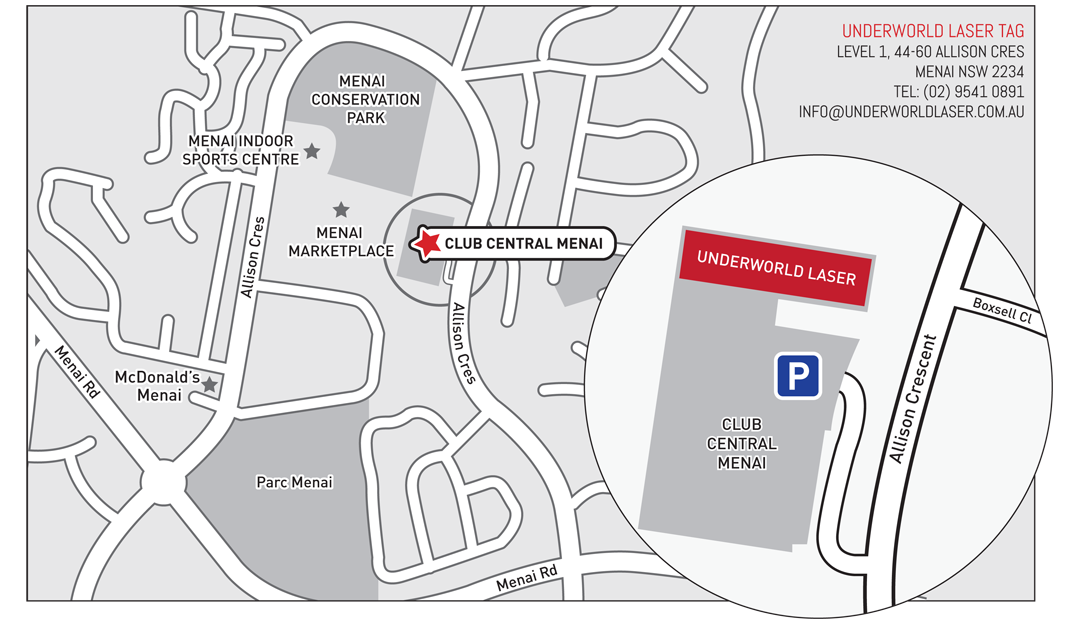 UNDERWORLD LASER TAG
LEVEL 1, 44-60 ALLISON CRES
MENAI NSW 2234
TEL: (02) 9541 0891
INFO@UNDERWORLDLASER.COM.AU
MENAI
CONSERVATION
PARK
MENAI INDOOR
SPORTS CENTRE
MENAI
MARKETPLACE
CLUB CENTRAL MENAI
Allison Cres
Allison Cres
Menai Rd
McDonald's
Menai
Parc Menai
Menai Rd
UNDERWORLD LASER
Boxsell Cl
P
Allison Crescent
CLUB
CENTRAL
MENAI